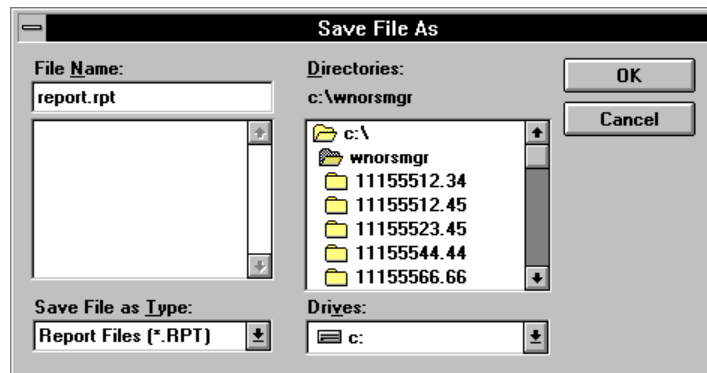 Save File As
File Name:
report.rpt
Directories:
c:\wnorsmgr
c:\
wnorsmgr
11155512.34
11155512.45
11155523.45
11155544.44
11155566.66
OK
Cancel
Save File as Type:
Report Files (*.RPT)
Drives:
c: